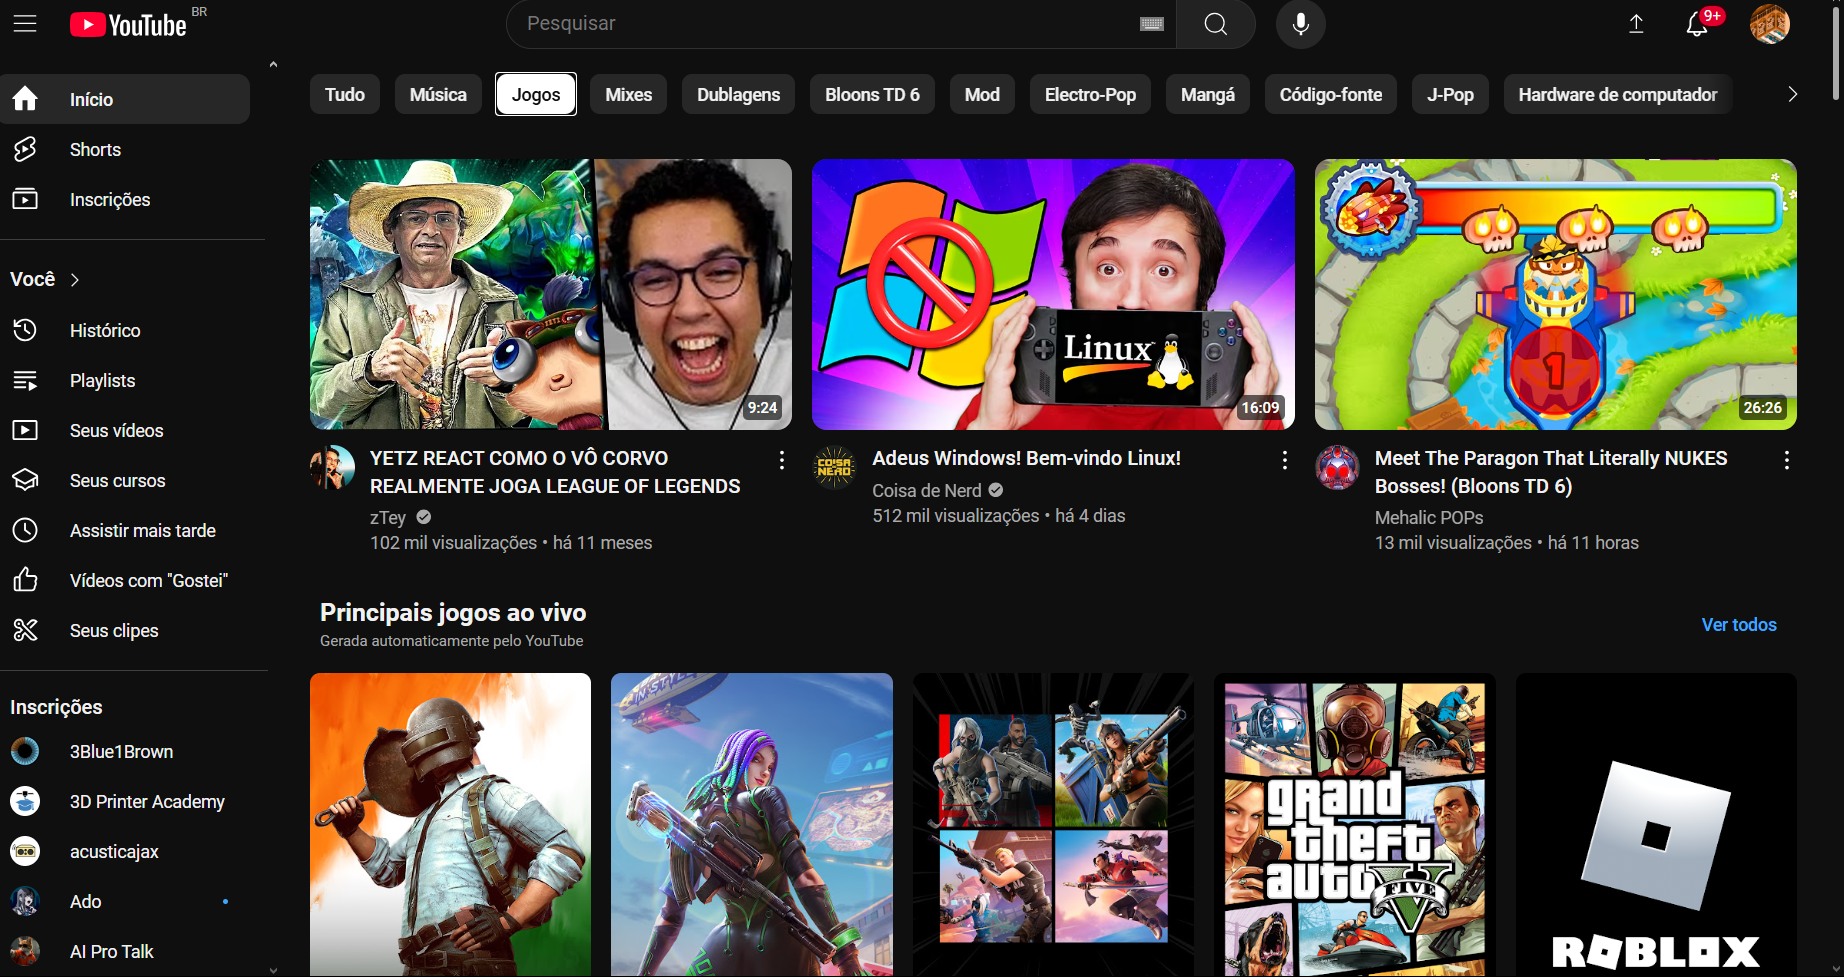 YouTube BR
Pesquisar
9+
Início
Shorts
Inscrições
Você
Histórico
Playlists
Seus vídeos
Seus cursos
Assistir mais tarde
Vídeos com "Gostei"
Seus clipes
Inscrições
3Blue1Brown
3D Printer Academy
acusticajax
Ado
AI Pro Talk
Tudo
Música
Jogos
Mixes
Dublagens
Bloons TD 6
Mod
Electro-Pop
Mangá
Código-fonte
J-Pop
Hardware de computador
9:24
YETZ REACT COMO O VÔ CORVO
REALMENTE JOGA LEAGUE OF LEGENDS
zTey
102 mil visualizações • há 11 meses
Linux
16:09
COISA
NERD
Adeus Windows! Bem-vindo Linux!
Coisa de Nerd
512 mil visualizações • há 4 dias
1
26:26
Meet The Paragon That Literally NUKES
Bosses! (Bloons TD 6)
Mehalic POPs
13 mil visualizações • há 11 horas
Principais jogos ao vivo
Gerada automaticamente pelo YouTube
Ver todos
grand
theft
auto
FIVE
ROBLOX